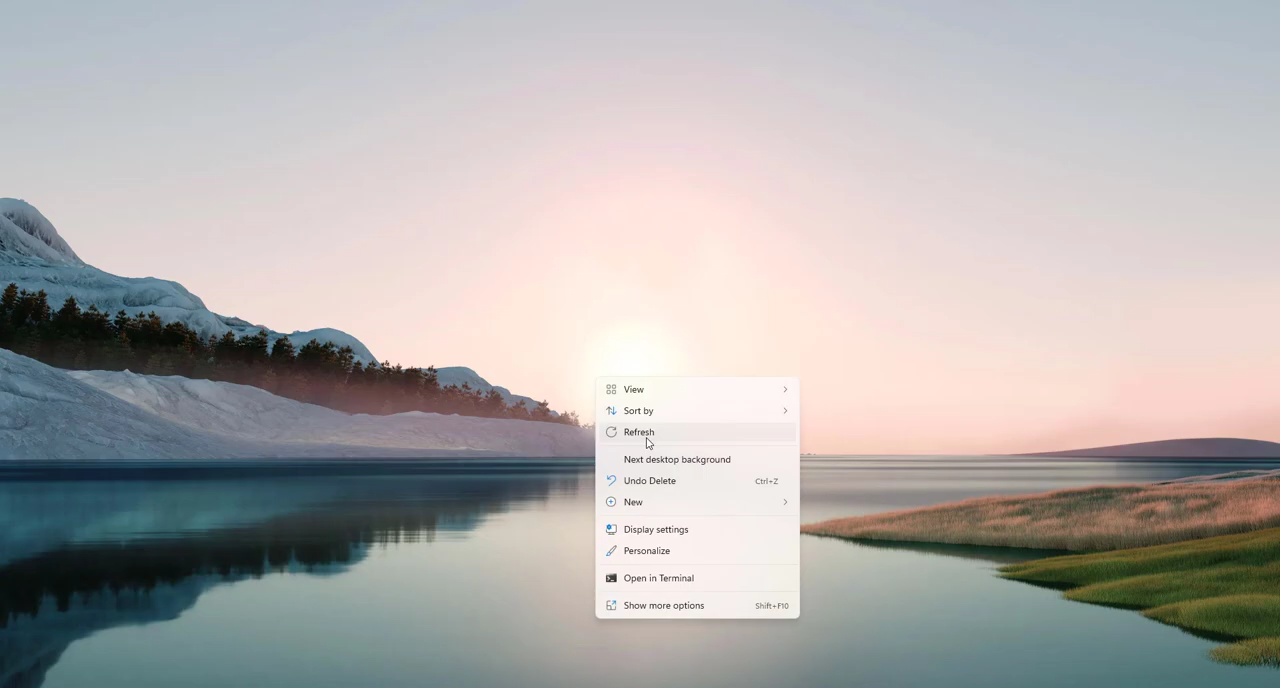 View
Sort by
Refresh
Next desktop background
Undo Delete Ctrl+Z
New
Display settings
Personalize
Open in Terminal
Show more options Shift+F10